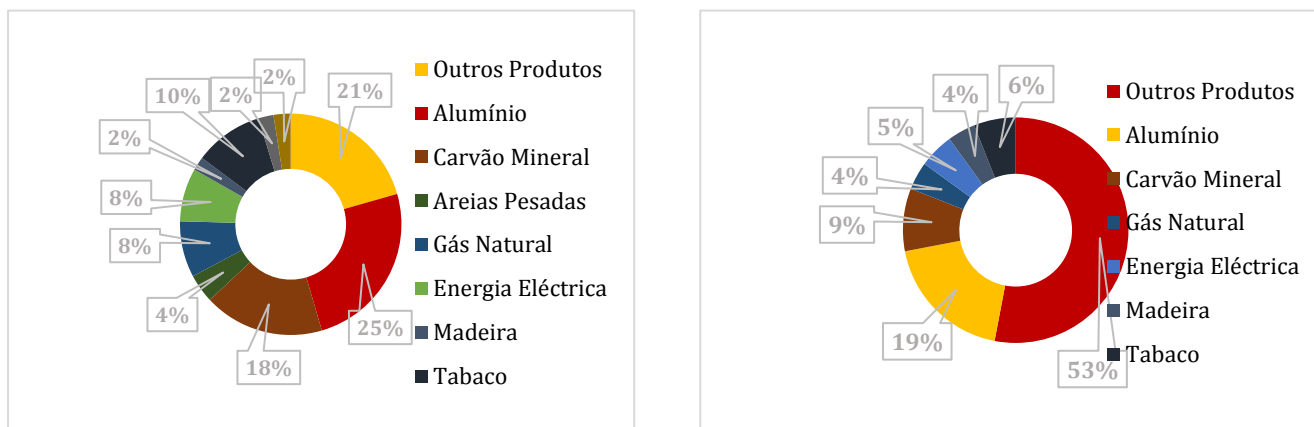 2%
2%
21%
10%
2%
8%
8%
4%
18%
25%
Outros Produtos
Alumínio
Carvão Mineral
Areias Pesadas
Gás Natural
Energia Eléctrica
Madeira
Tabaco
6%
4%
5%
4%
9%
19%
53%
Outros Produtos
Alumínio
Carvão Mineral
Gás Natural
Energia Eléctrica
Madeira
Tabaco